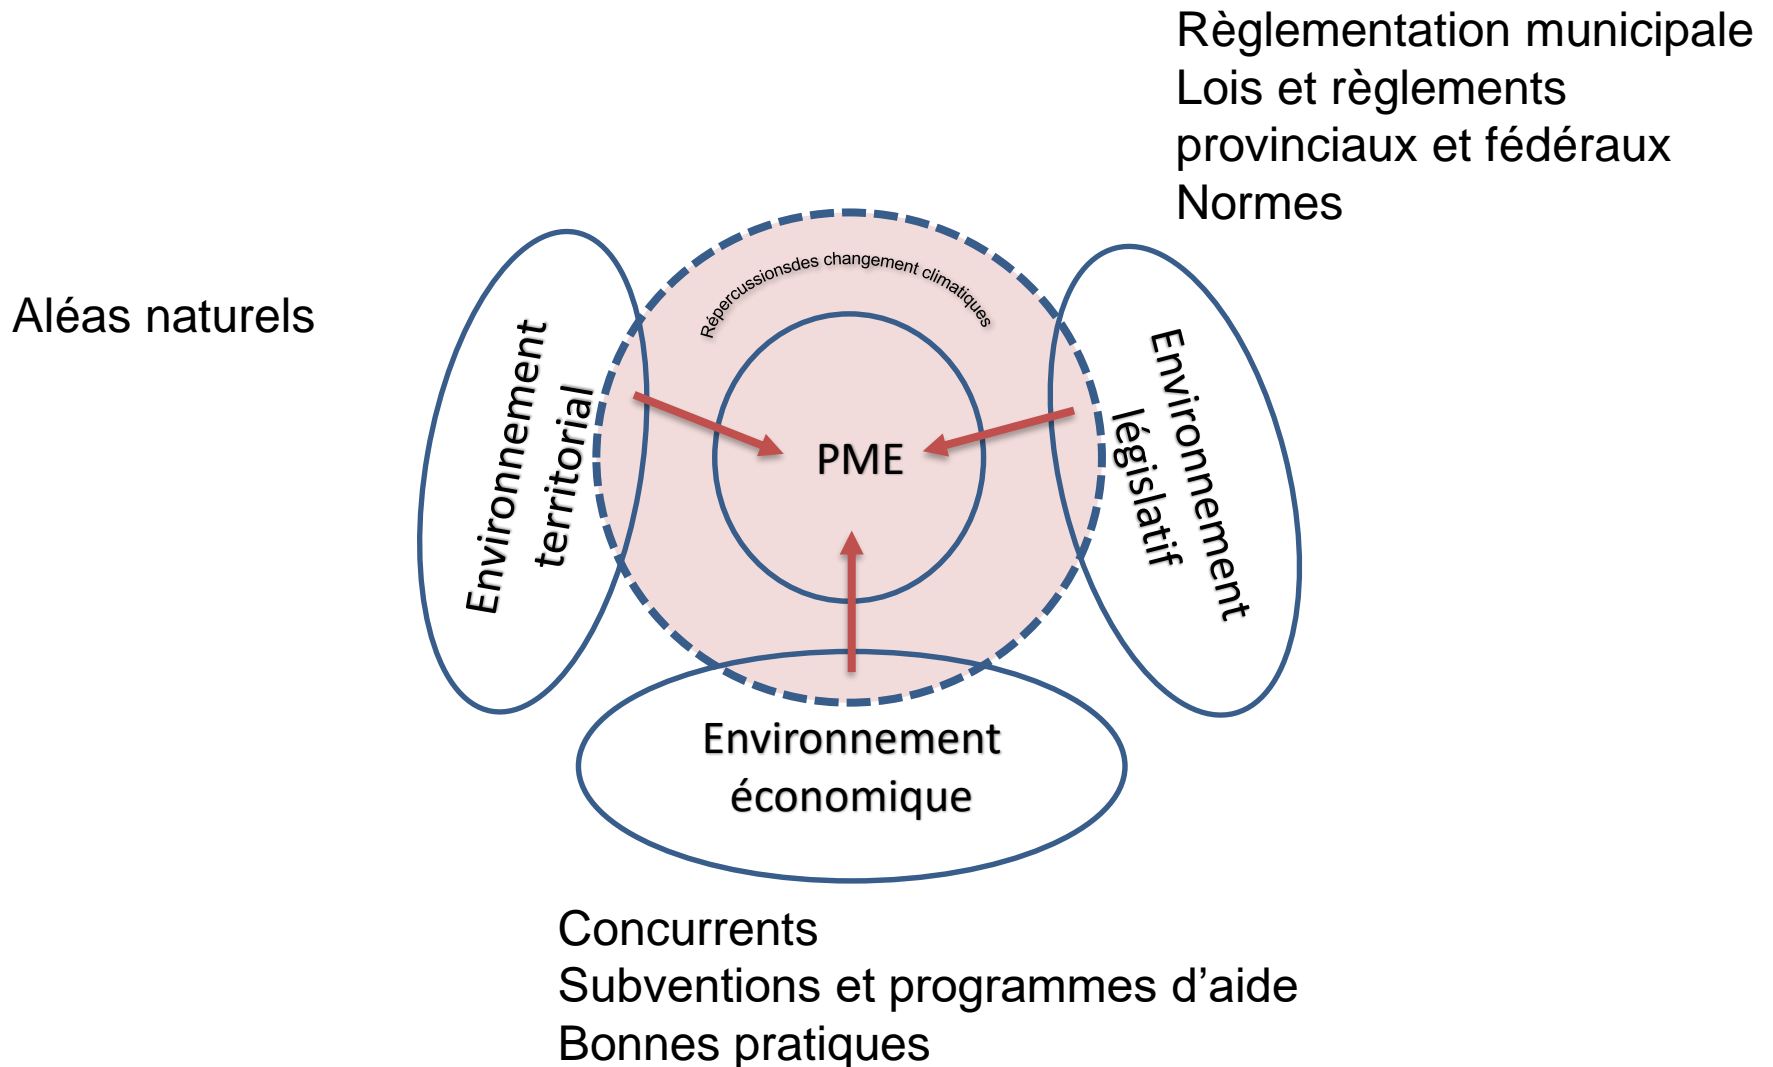 Règlementation municipale
Lois et règlements
provinciaux et fédéraux
Normes
Aléas naturels
Répercussionsdes changement climatiques
Environnement
territorial
PME
Environnement
législatif
Environnement
économique
Concurrents
Subventions et programmes d’aide
Bonnes pratiques